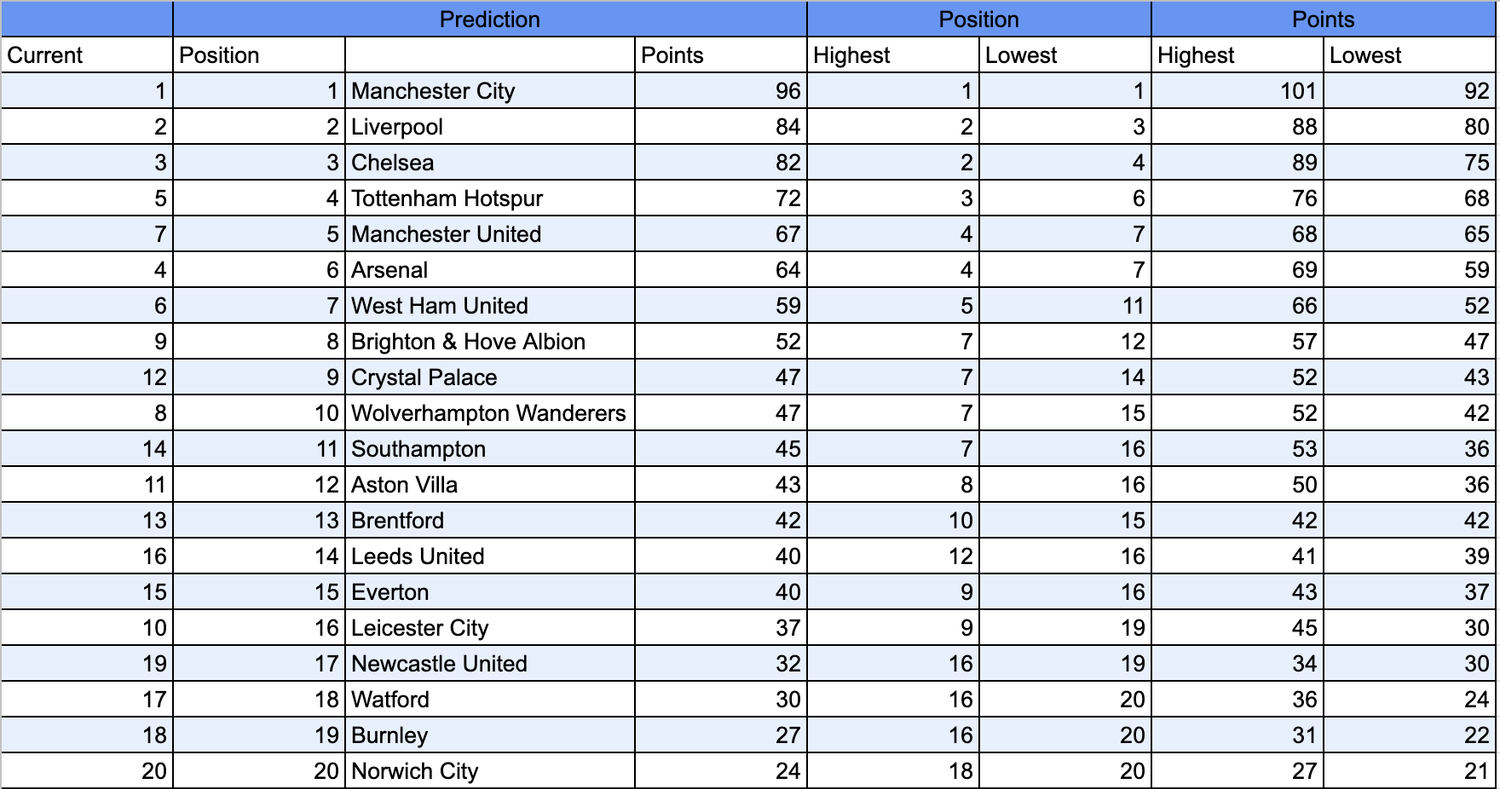 Prediction Position Points
Current Position Points Highest Lowest Highest Lowest
1 1 Manchester City 96 1 1 101 92
2 2 Liverpool 84 2 3 88 80
3 3 Chelsea 82 2 4 89 75
5 4 Tottenham Hotspur 72 3 6 76 68
7 5 Manchester United 67 4 7 68 65
4 6 Arsenal 64 4 7 69 59
6 7 West Ham United 59 5 11 66 52
9 8 Brighton & Hove Albion 52 7 12 57 47
12 9 Crystal Palace 47 7 14 52 43
8 10 Wolverhampton Wanderers 47 7 15 52 42
14 11 Southampton 45 7 16 53 36
11 12 Aston Villa 43 8 16 50 36
13 13 Brentford 42 10 15 42 42
16 14 Leeds United 40 12 16 41 39
15 15 Everton 40 9 16 43 37
10 16 Leicester City 37 9 19 45 30
19 17 Newcastle United 32 16 19 34 30
17 18 Watford 30 16 20 36 24
18 19 Burnley 27 16 20 31 22
20 20 Norwich City 24 18 20 27 21